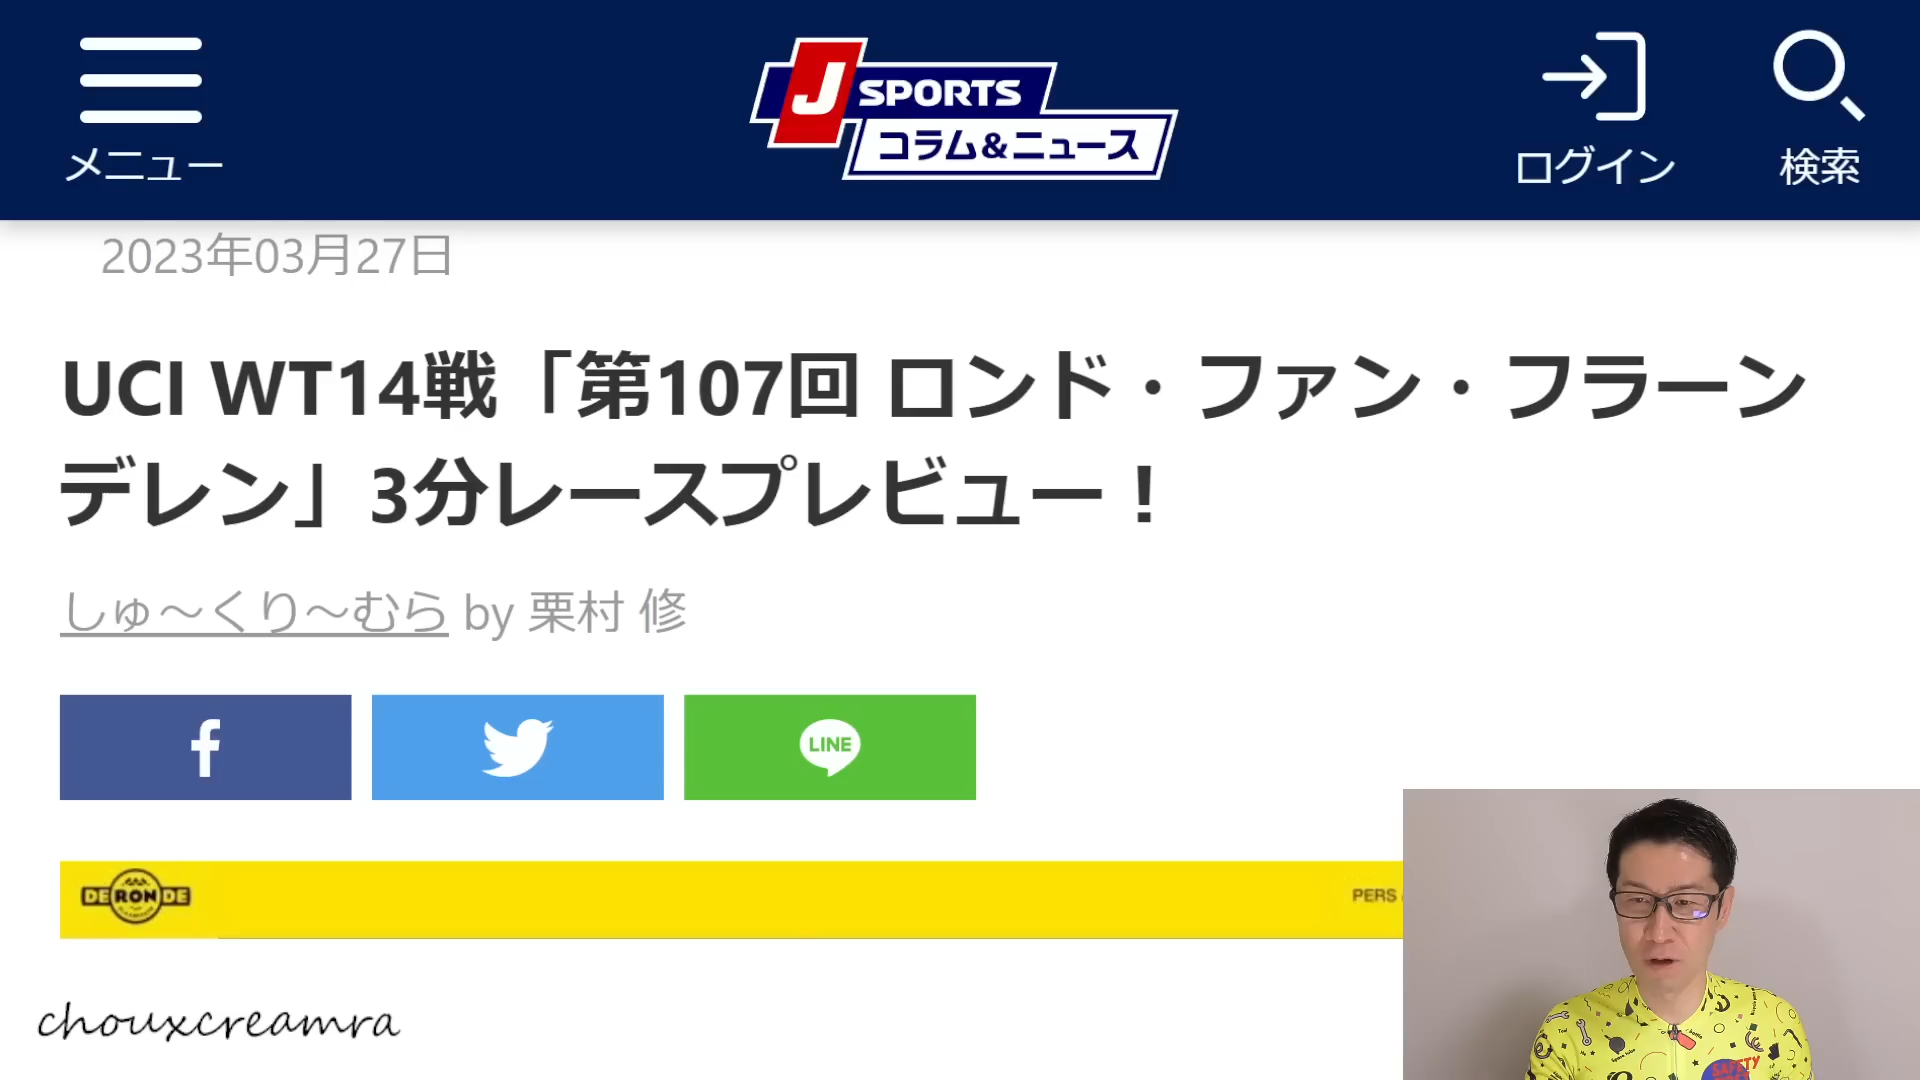 J SPORTS
コラム&ニュース
メニュー
ログイン
検索
2023年03月27日
UCI WT14戦「第107回 ロンド・ファン・フラーン
デレン」3分レースプレビュー！
しゅ～くり～むら by 栗村 修
f
LINE
DE RONDE
PERS
chouxcreamra
SAFETY